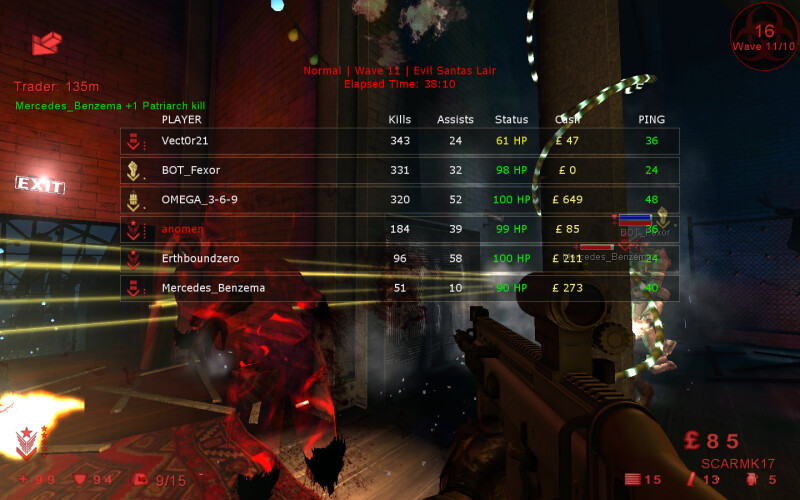 16
Wave 11/10
Normal | Wave 11 | Evil Santas Lair
Elapsed Time: 38:10
Trader: 135m
Mercedes_Benzema +1 Patriarch kill
PLAYER Kills Assists Status Cash PING
Vect0r21 343 24 61 HP £ 47 36
BOT_Fexor 331 32 98 HP £ 0 24
OMEGA_3-6-9 320 52 100 HP £ 649 48
anomen 184 39 99 HP £ 85 36
Erthboundzero 96 58 100 HP £ 211 24
Mercedes_Benzema 51 10 90 HP £ 273 40
EXIT
BOT_Fexor
Mercedes_Benzema
£85
SCARMK17
+99 94 9/15
15 13 5